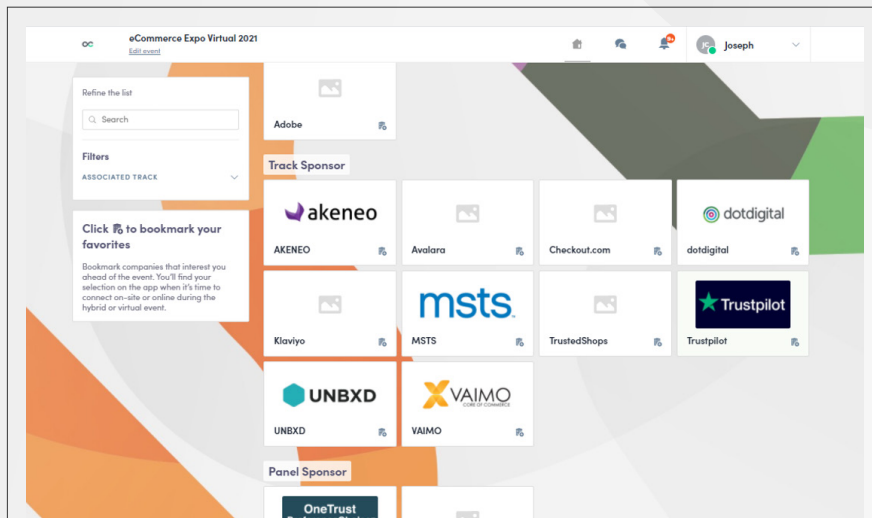 eCommerce Expo Virtual 2021
Edit event
9+
JC
Joseph
Refine the list
Search
Filters
ASSOCIATED TRACK
Click to bookmark your
favorites
Bookmark companies that interest you
ahead of the event. You'll find your
selection on the app when it's time to
connect on-site or online during the
hybrid or virtual event.
Adobe
Track Sponsor
akeneo
dotdigital
AKENEO
Avalara
Checkout.com
dotdigital
msts.
Trustpilot
Klaviyo
MSTS
TrustedShops
Trustpilot
UNBXD
VAIMO
CORE OF COMMERCE
UNBXD
VAIMO
Panel Sponsor
OneTrust